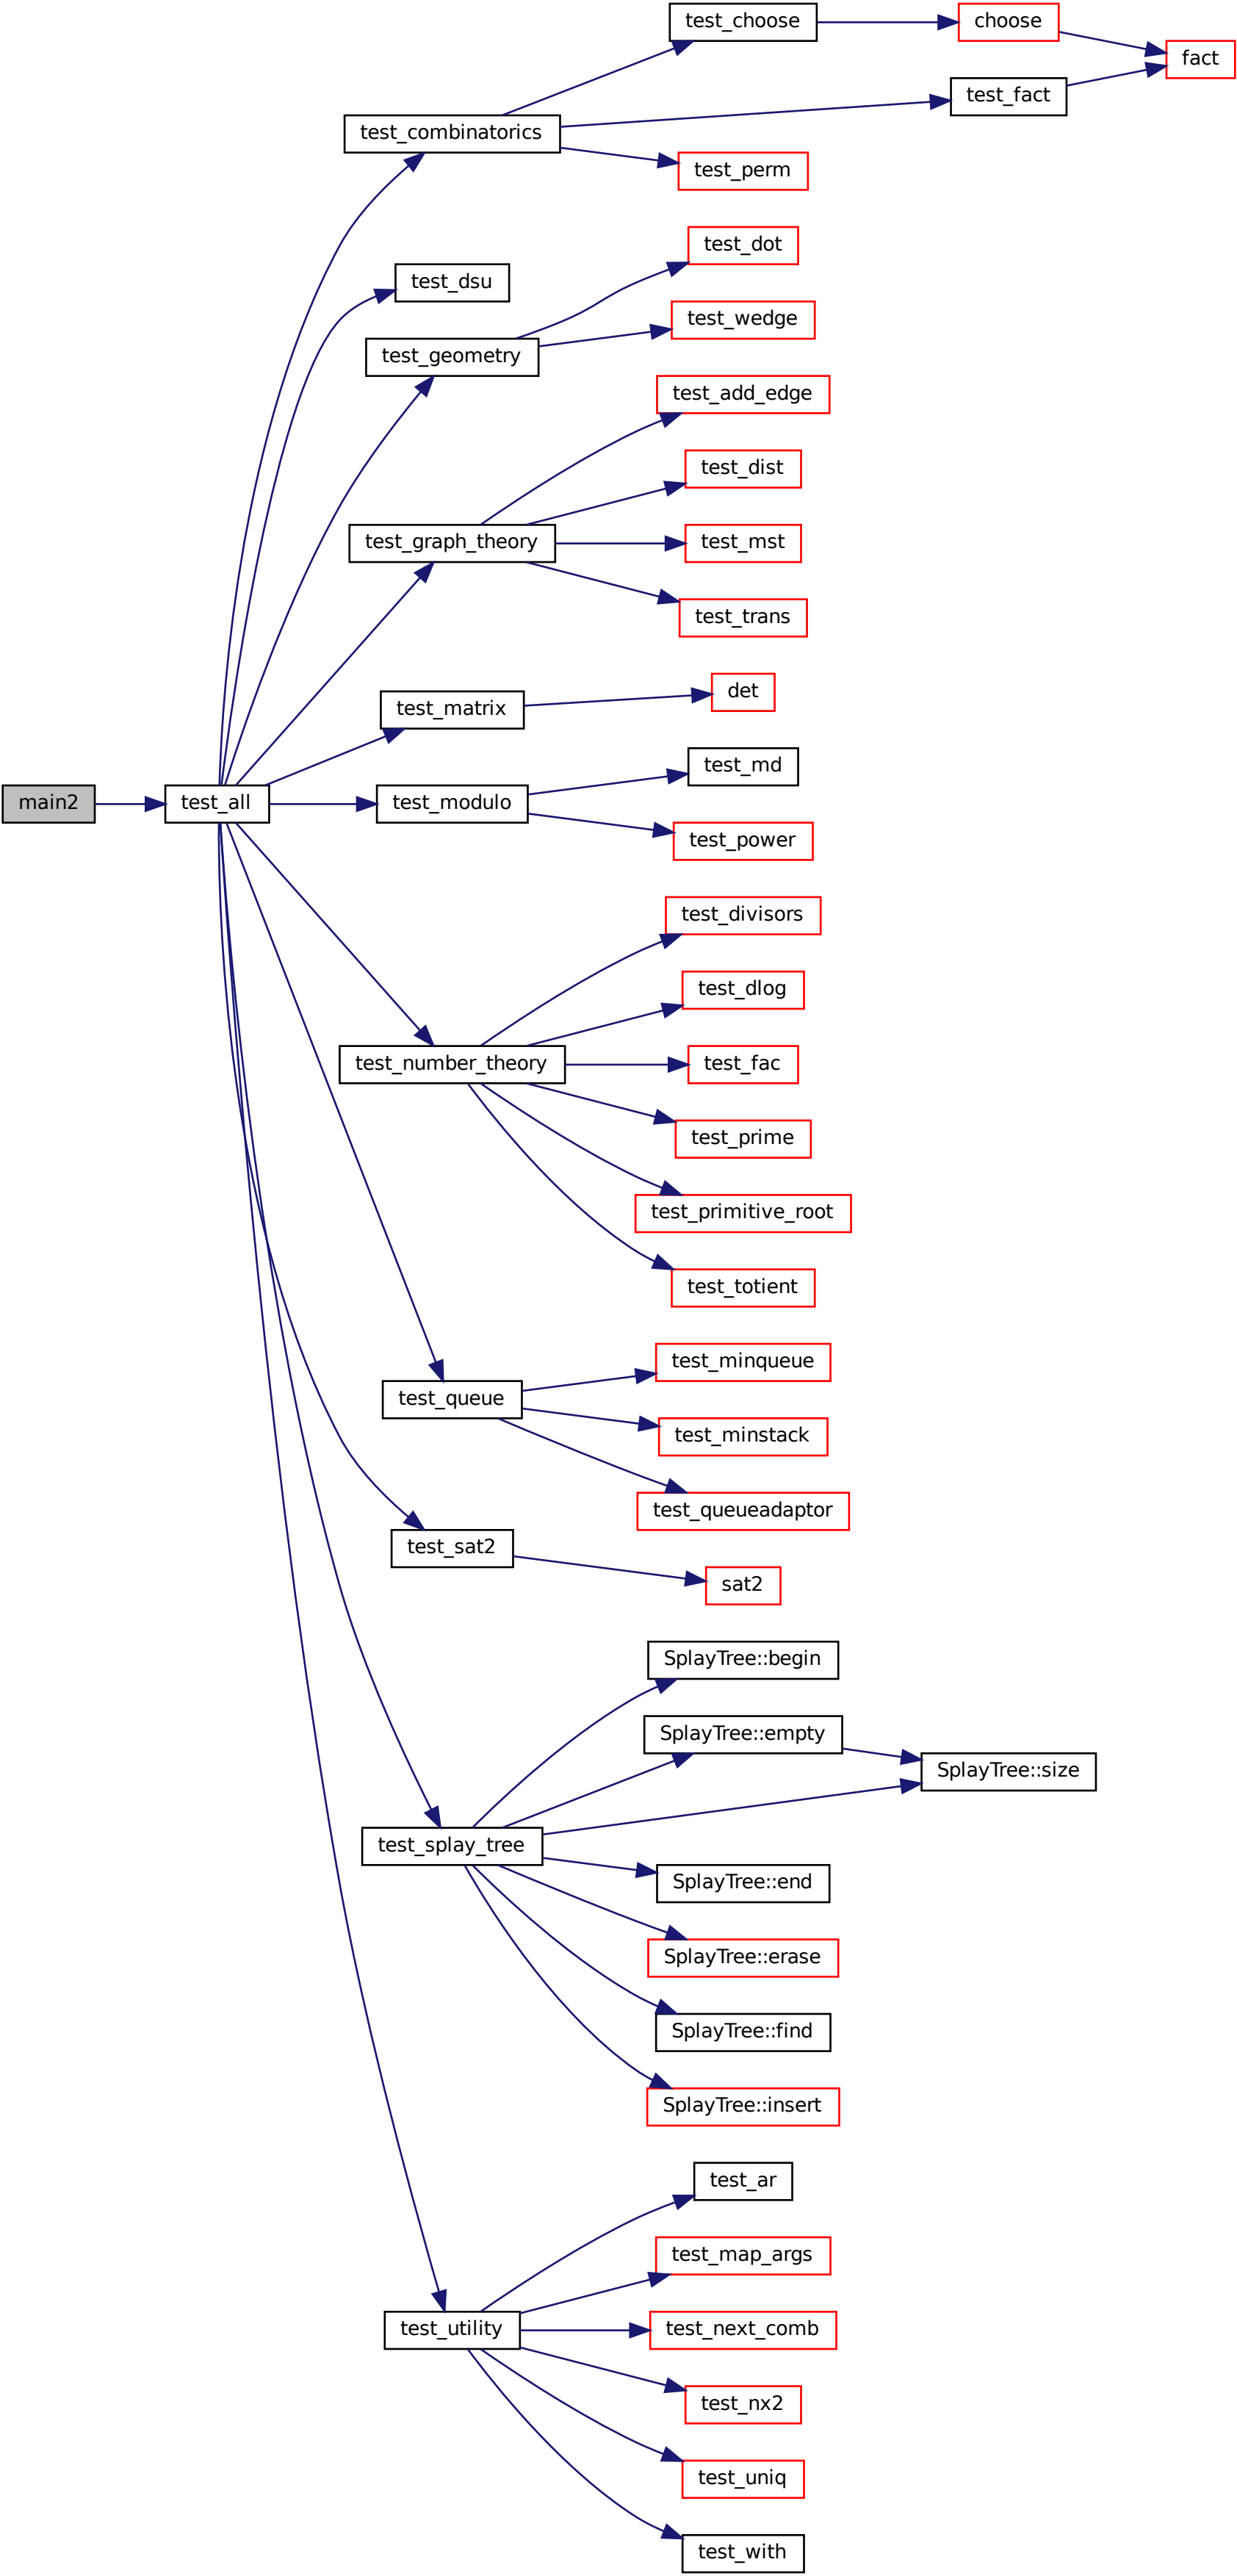 test_choose
choose
fact
test_fact
test_combinatorics
test_perm
test_dot
test_dsu
test_wedge
test_geometry
test_add_edge
test_dist
test_graph_theory
test_mst
test_trans
det
test_matrix
test_md
main2
test_all
test_modulo
test_power
test_divisors
test_dlog
test_number_theory
test_fac
test_prime
test_primitive_root
test_totient
test_minqueue
test_queue
test_minstack
test_queueadaptor
test_sat2
sat2
SplayTree::begin
SplayTree::empty
SplayTree::size
test_splay_tree
SplayTree::end
SplayTree::erase
SplayTree::find
SplayTree::insert
test_ar
test_map_args
test_utility
test_next_comb
test_nx2
test_uniq
test_with